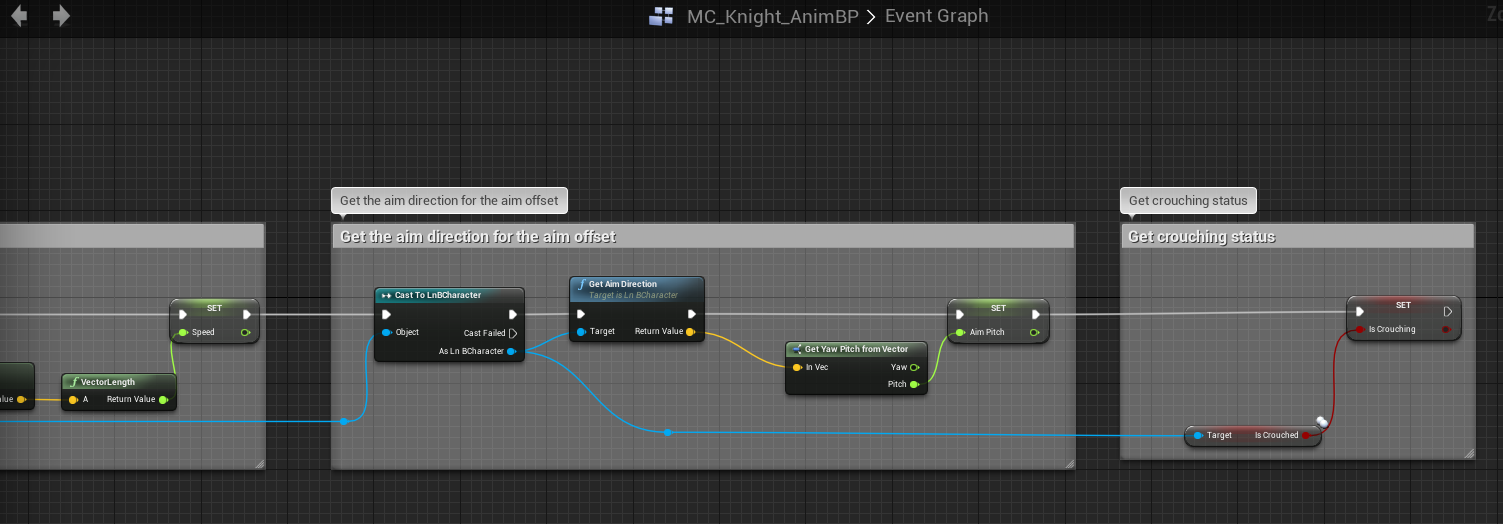 MC_Knight_AnimBP > Event Graph
Get the aim direction for the aim offset
Get crouching status
Get the aim direction for the aim offset
Get crouching status
SET
Speed
VectorLength
A Return Value
Cast To LnBCharacter
Object Cast Failed
As Ln BCharacter
Get Aim Direction
Target is Ln BCharacter
Target Return Value
Get Yaw Pitch from Vector
In Vec Yaw
Pitch
SET
Aim Pitch
SET
Is Crouching
Target Is Crouched